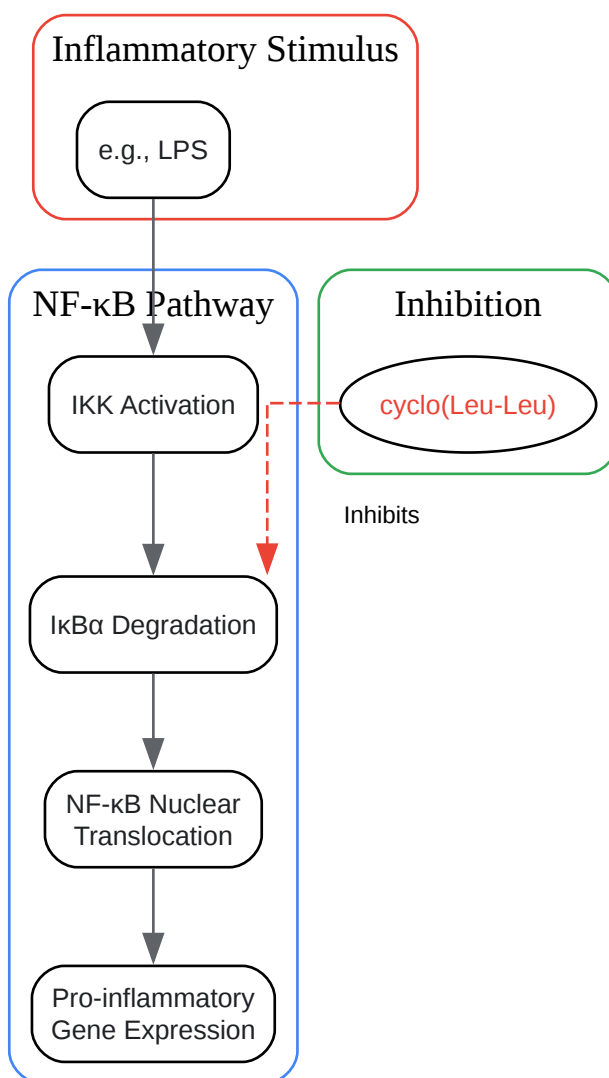 Inflammatory Stimulus
e.g., LPS
NF-κB Pathway
Inhibition
IKK Activation
cyclo(Leu-Leu)
Inhibits
IκBα Degradation
NF-κB Nuclear
Translocation
Pro-inflammatory
Gene Expression